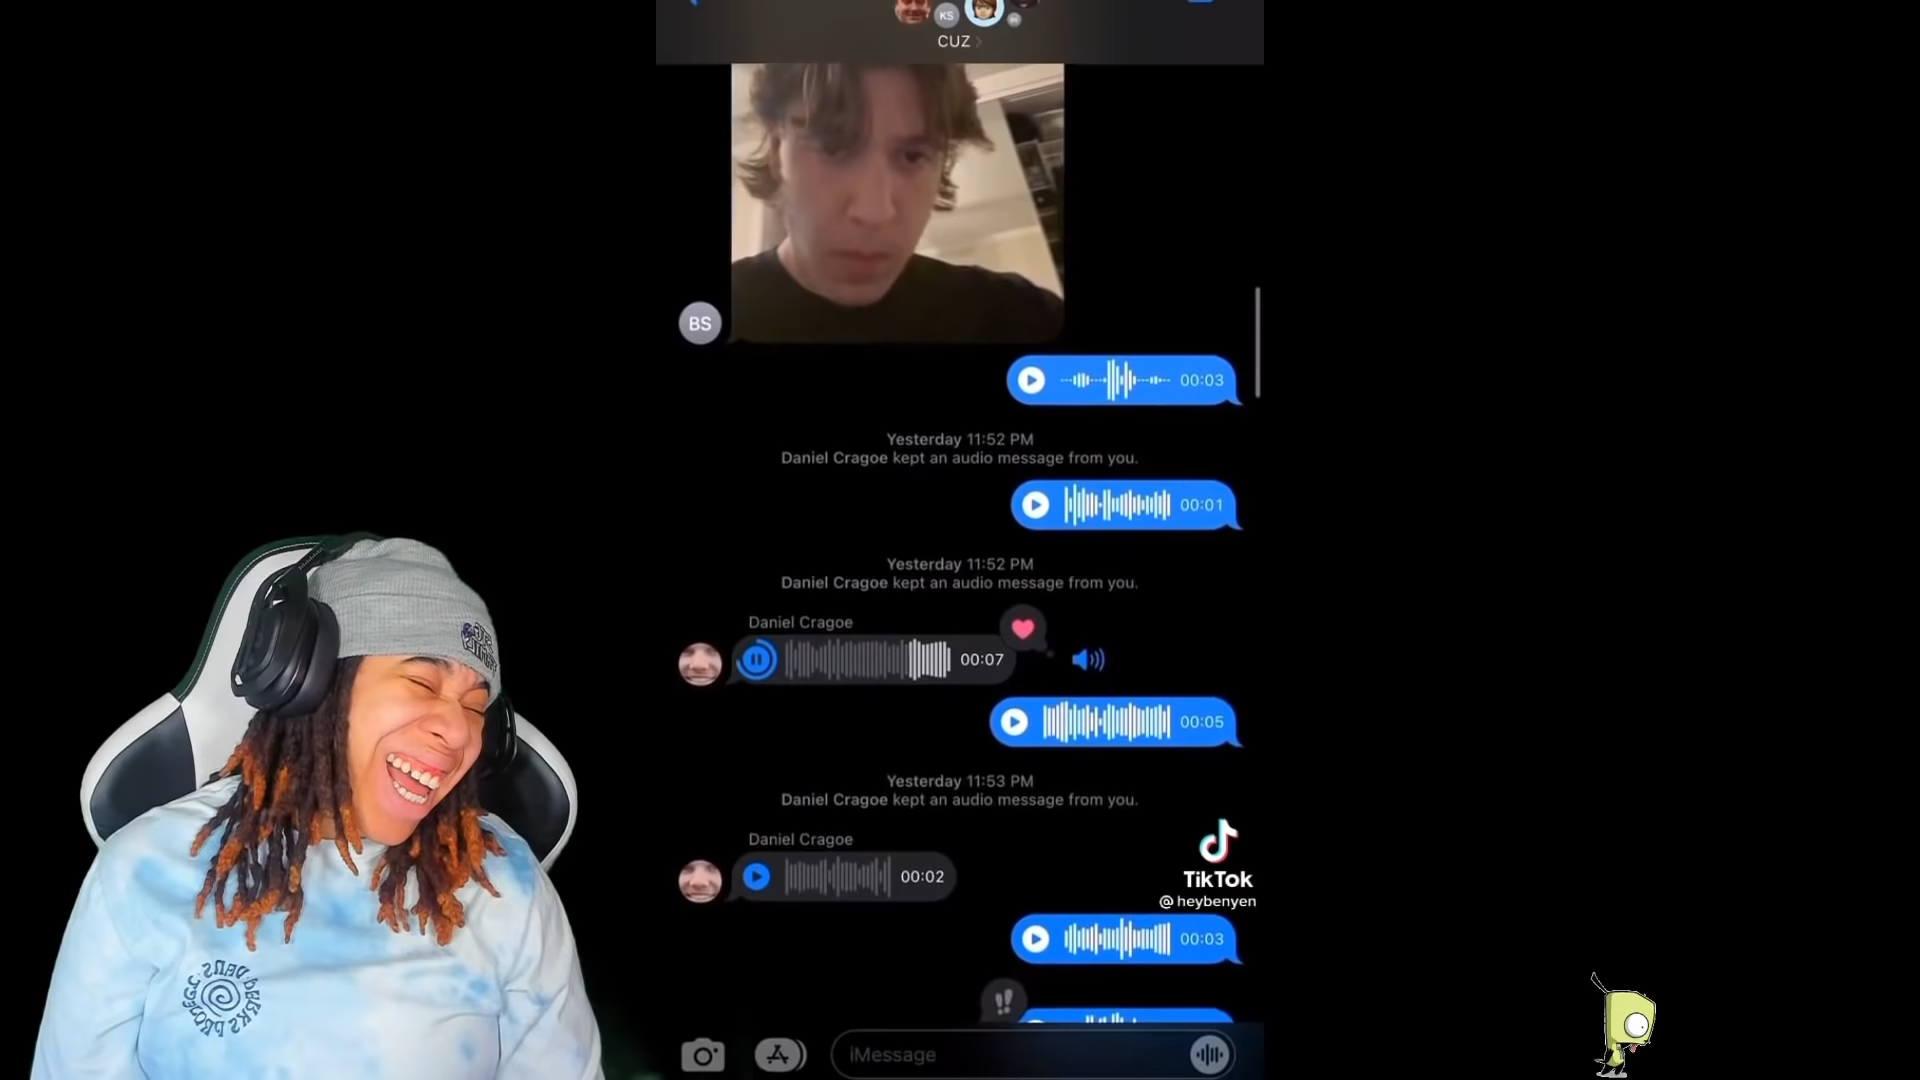 KS
CUZ
BS
00:03
Yesterday 11:52 PM
Daniel Cragoe kept an audio message from you.
00:01
Yesterday 11:52 PM
Daniel Cragoe kept an audio message from you.
Daniel Cragoe
00:07
00:05
Yesterday 11:53 PM
Daniel Cragoe kept an audio message from you.
Daniel Cragoe
00:02
TikTok
@heybenyen
00:03
iMessage